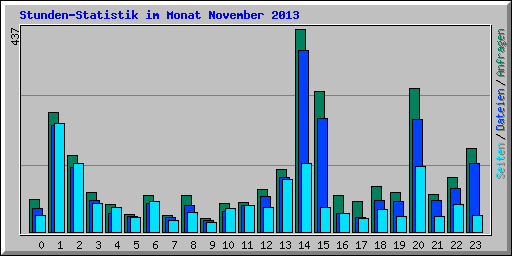 Stunden-Statistik im Monat November 2013
437
Seiten / Dateien / Anfragen
0 1 2 3 4 5 6 7 8 9 10 11 12 13 14 15 16 17 18 19 20 21 22 23